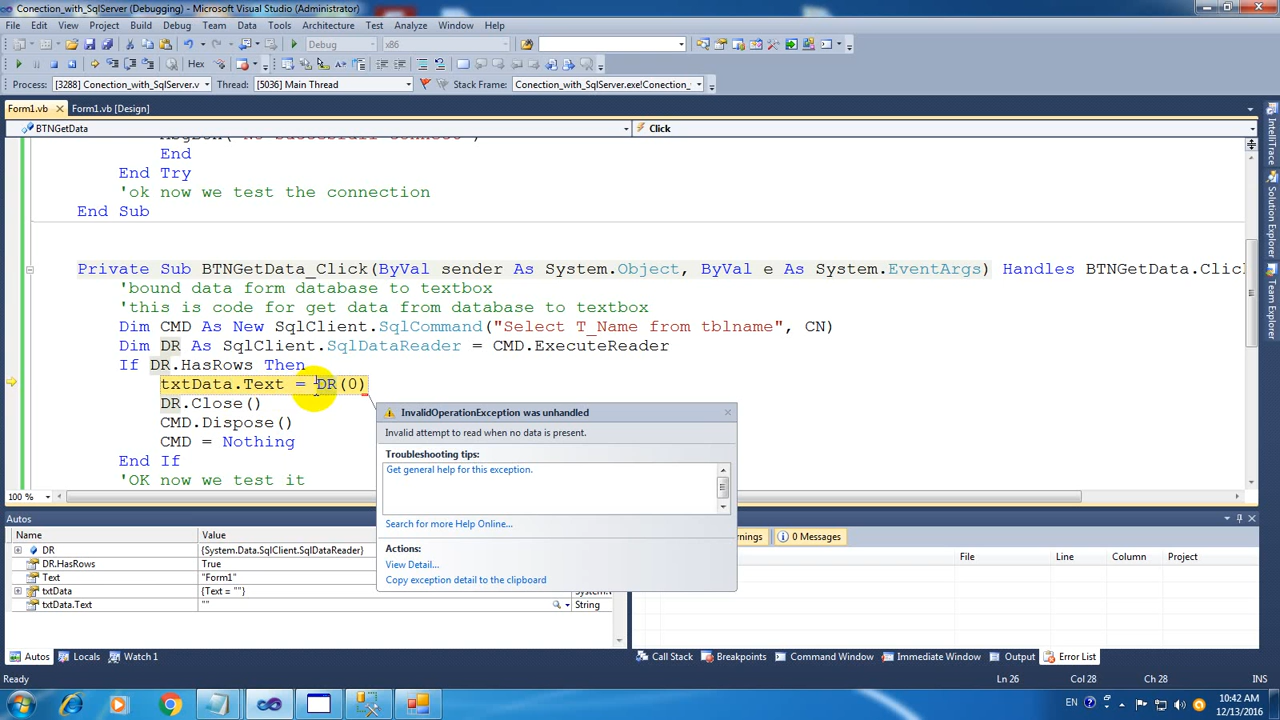 Conection_with_SqlServer (Debugging) - Microsoft Visual Studio (Administrator)
File Edit View Project Build Debug Team Data Tools Architecture Test Analyze Window Help
Debug x86
Hex
Process: [3288] Conection_with_SqlServer.v Thread: [5036] Main Thread Stack Frame: Conection_with_SqlServer.exe!Conection_
Form1.vb Form1.vb [Design]
BTNGetData Click
End
End Try
'ok now we test the connection
End Sub
Private Sub BTNGetData_Click(ByVal sender As System.Object, ByVal e As System.EventArgs) Handles BTNGetData.Click
'bound data form database to textbox
'this is code for get data from database to textbox
Dim CMD As New SqlClient.SqlCommand("Select T_Name from tblname", CN)
Dim DR As SqlClient.SqlDataReader = CMD.ExecuteReader
If DR.HasRows Then
txtData.Text = DR(0)
DR.Close()
CMD.Dispose()
CMD = Nothing
End If
'OK now we test it
InvalidOperationException was unhandled
Invalid attempt to read when no data is present.
Troubleshooting tips:
Get general help for this exception.
Search for more Help Online...
Actions:
View Detail...
Copy exception detail to the clipboard
100 %
Autos
Name Value
DR {System.Data.SqlClient.SqlDataReader}
DR.HasRows True
Text "Form1"
txtData {Text = ""} System.
txtData.Text "" String
0 Messages
File Line Column Project
Autos Locals Watch 1
Call Stack Breakpoints Command Window Immediate Window Output Error List
Ready Ln 26 Col 28 Ch 28 INS
IntelliTrace
Solution Explorer
Team Explorer
EN
10:42 AM
12/13/2016